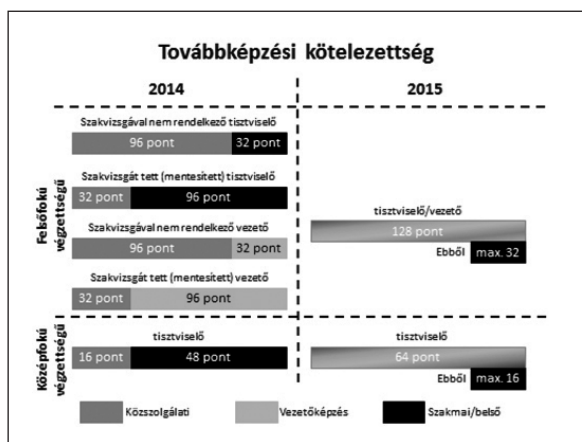 Továbbképzési kötelezettség
2014
2015
Felsőfokú végzettségű
Szakvizsgával nem rendelkező tisztviselő
96 pont 32 pont
Szakvizsgát tett (mentesített) tisztviselő
32 pont 96 pont
Szakvizsgával nem rendelkező vezető
96 pont 32 pont
Szakvizsgát tett (mentesített) vezető
32 pont 96 pont
tisztviselő/vezető
128 pont
Ebből max. 32
Középfokú végzettségű
tisztviselő
16 pont 48 pont
tisztviselő
64 pont
Ebből max. 16
Közszolgálati
Vezetőképzés
Szakmai/belső